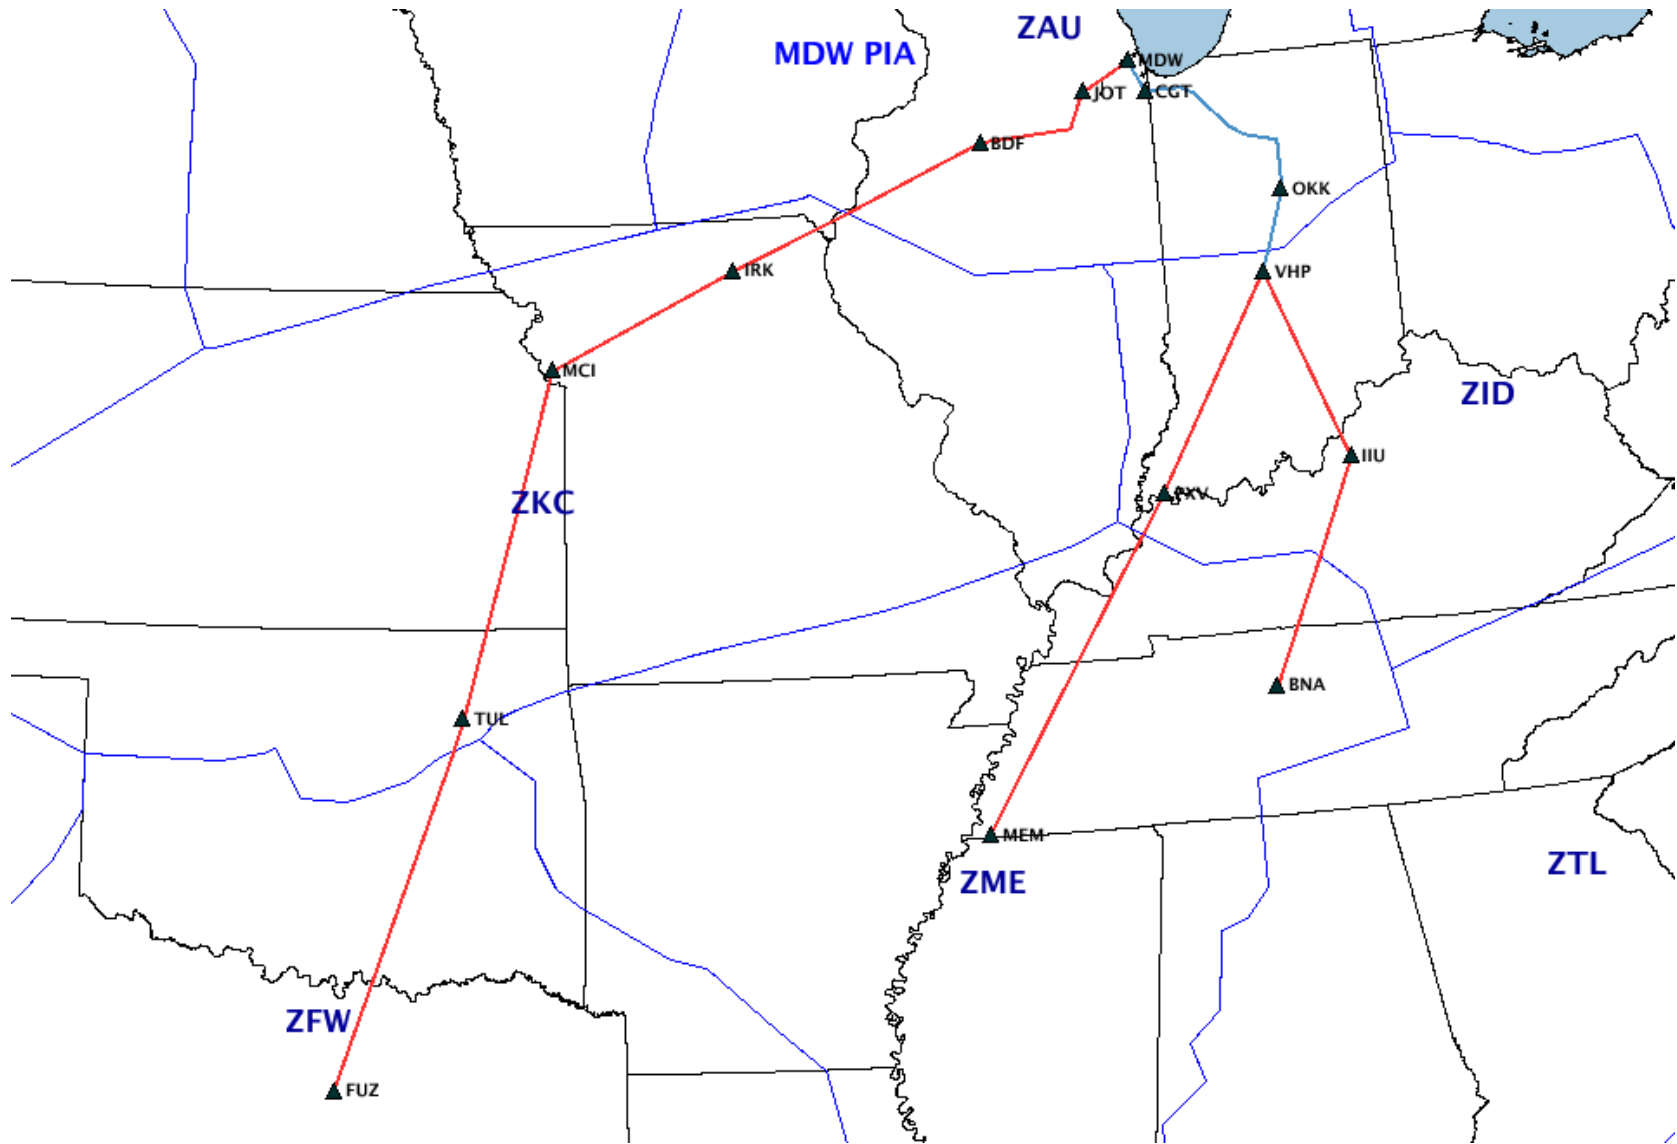 ZAU
MDW PIA
MDW
JOT
CGT
BDF
OKK
IRK
VHP
MCI
ZID
IIU
ZKC
PXV
BNA
TUL
MEM
ZME
ZTL
ZFW
FUZ